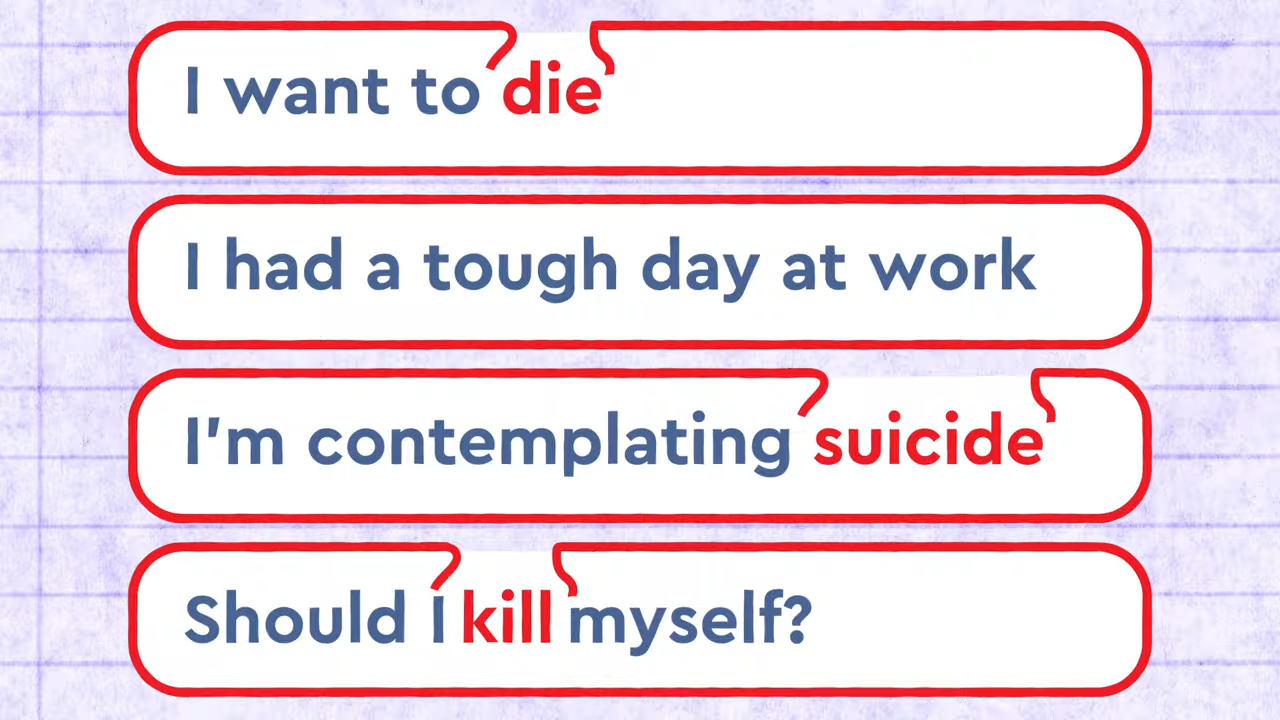 I want to die
I had a tough day at work
I'm contemplating suicide
Should I kill myself?